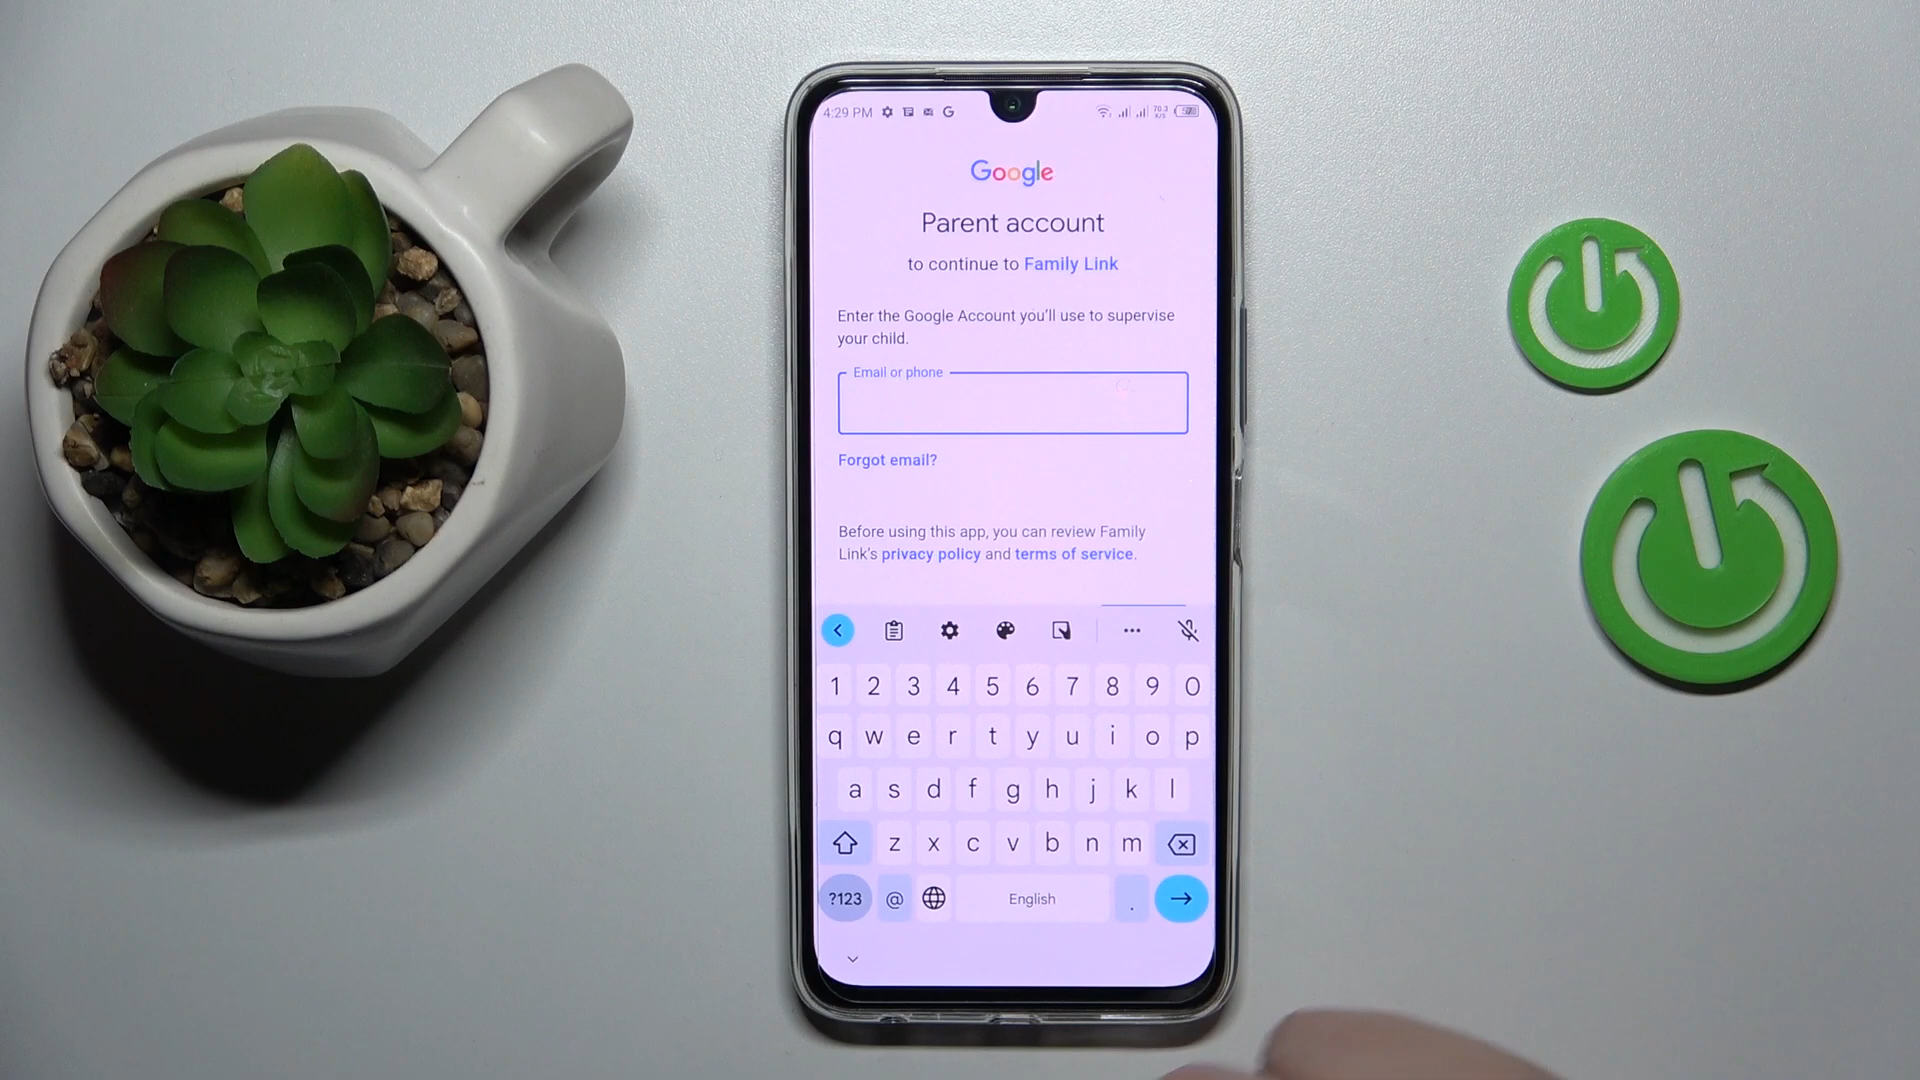 4:29 PM
70.3
K/S
Google
Parent account
to continue to Family Link
Enter the Google Account you'll use to supervise
your child.
Email or phone
Forgot email?
Before using this app, you can review Family
Link's privacy policy and terms of service.
1 2 3 4 5 6 7 8 9 0
q w e r t y u i o p
a s d f g h j k l
z x c v b n m
?123 @ English .